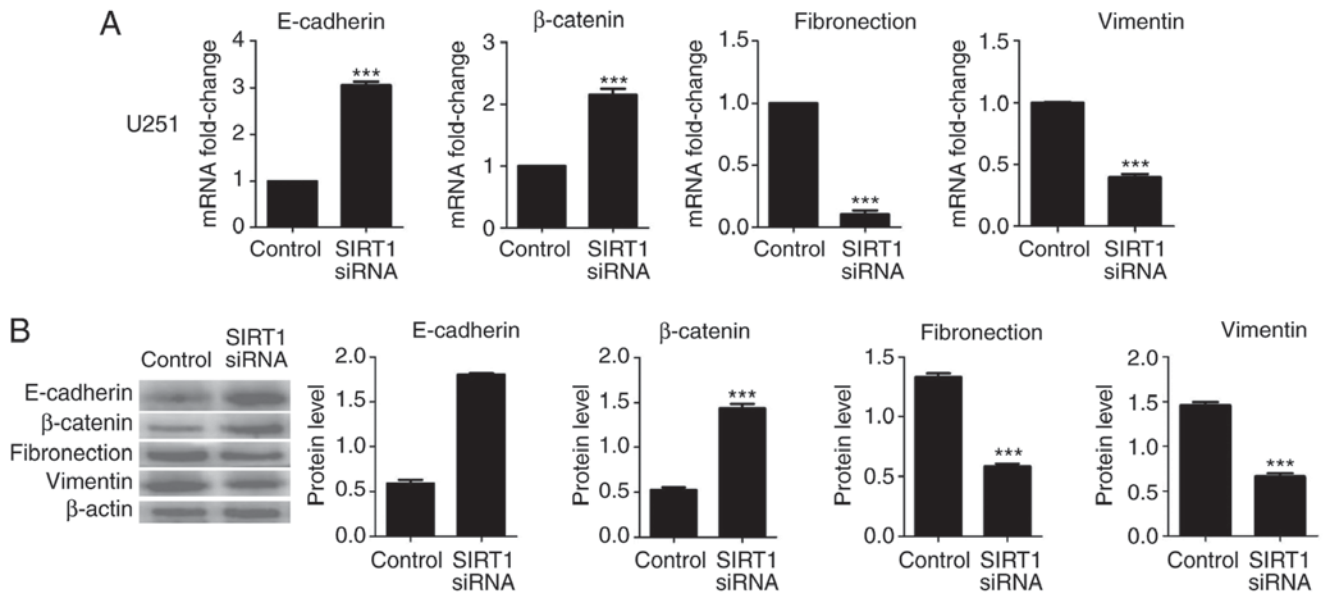 A
E-cadherin
β-catenin
Fibronection
Vimentin
U251
mRNA fold-change
4
3
2
1
0
***
Control
SIRT1
siRNA
mRNA fold-change
3
2
1
0
***
Control
SIRT1
siRNA
mRNA fold-change
1.5
1.0
0.5
0.0
***
Control
SIRT1
siRNA
mRNA fold-change
1.5
1.0
0.5
0.0
***
Control
SIRT1
siRNA
B
Control
SIRT1
siRNA
E-cadherin
β-catenin
Fibronection
Vimentin
β-actin
E-cadherin
Protein level
2.0
1.5
1.0
0.5
0.0
Control
SIRT1
siRNA
β-catenin
Protein level
2.0
1.5
1.0
0.5
0.0
***
Control
SIRT1
siRNA
Fibronection
Protein level
1.5
1.0
0.5
0.0
***
Control
SIRT1
siRNA
Vimentin
Protein level
2.0
1.5
1.0
0.5
0.0
***
Control
SIRT1
siRNA